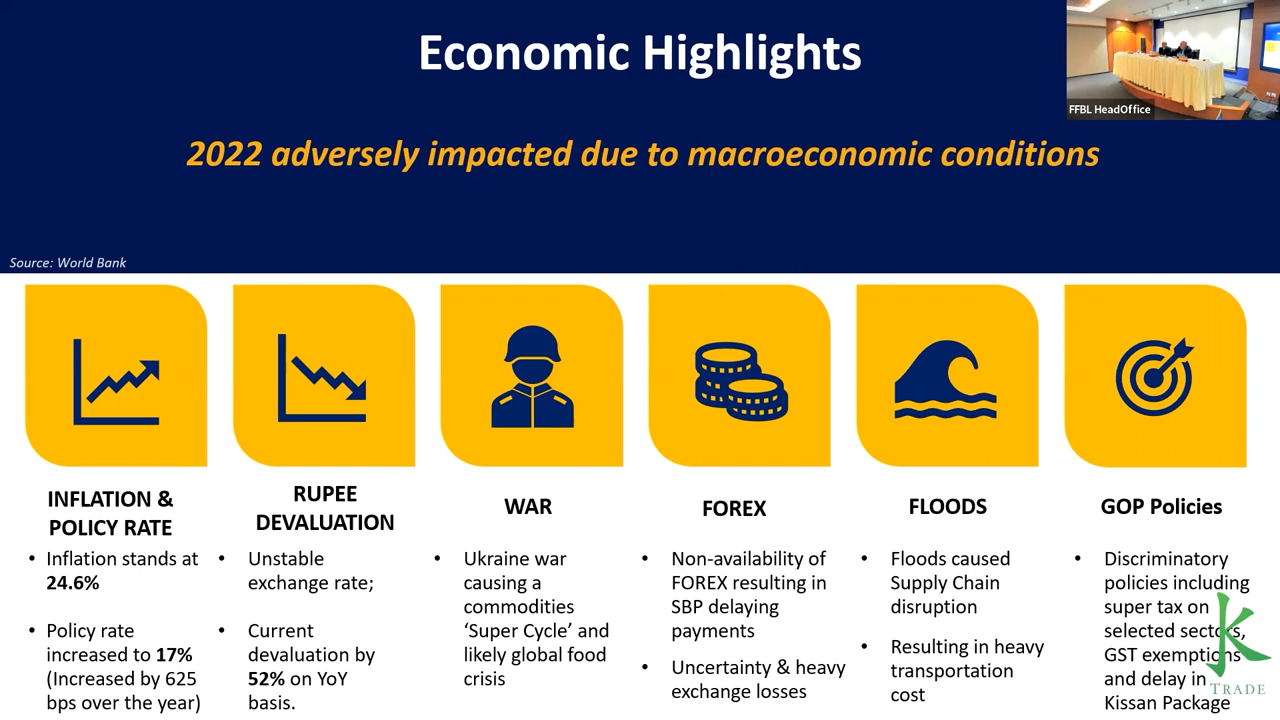 Economic Highlights
FFBL HeadOffice
2022 adversely impacted due to macroeconomic conditions
Source: World Bank
INFLATION &
POLICY RATE
• Inflation stands at
24.6%
• Policy rate
increased to 17%
(Increased by 625
bps over the year)
RUPEE
DEVALUATION
• Unstable
exchange rate;
• Current
devaluation by
52% on YoY
basis.
WAR
• Ukraine war
causing a
commodities
‘Super Cycle’ and
likely global food
crisis
FOREX
• Non-availability of
FOREX resulting in
SBP delaying
payments
• Uncertainty & heavy
exchange losses
FLOODS
• Floods caused
Supply Chain
disruption
• Resulting in heavy
transportation
cost
GOP Policies
• Discriminatory
policies including
super tax on
selected sectors,
GST exemptions
and delay in
Kissan Package
K
TRADE